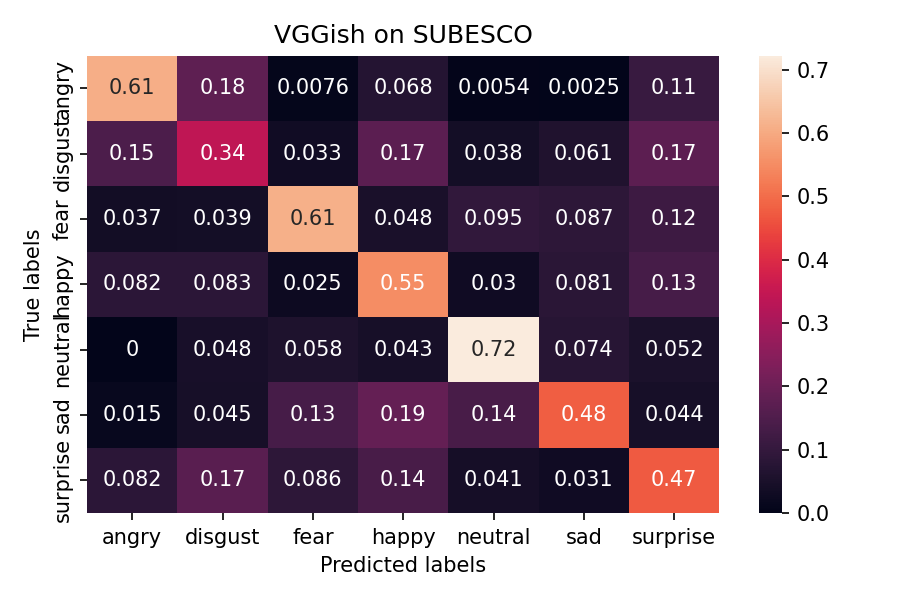 VGGish on SUBESCO
True labels
angry 0.61 0.18 0.0076 0.068 0.0054 0.0025 0.11
disgust 0.15 0.34 0.033 0.17 0.038 0.061 0.17
fear 0.037 0.039 0.61 0.048 0.095 0.087 0.12
happy 0.082 0.083 0.025 0.55 0.03 0.081 0.13
neutral 0 0.048 0.058 0.043 0.72 0.074 0.052
sad 0.015 0.045 0.13 0.19 0.14 0.48 0.044
surprise 0.082 0.17 0.086 0.14 0.041 0.031 0.47
angry disgust fear happy neutral sad surprise
Predicted labels
0.7
0.6
0.5
0.4
0.3
0.2
0.1
0.0